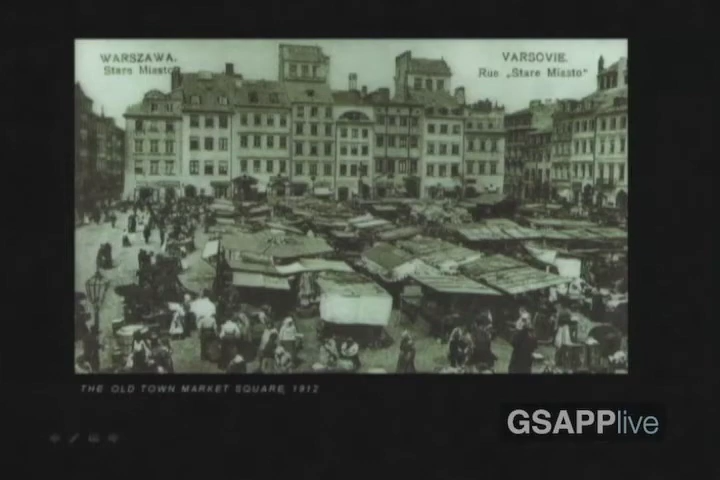 WARSZAWA.
Stare Miasto
VARSOVIE.
Rue „Stare Miasto"
THE OLD TOWN MARKET SQUARE, 1912
GSAPPlive